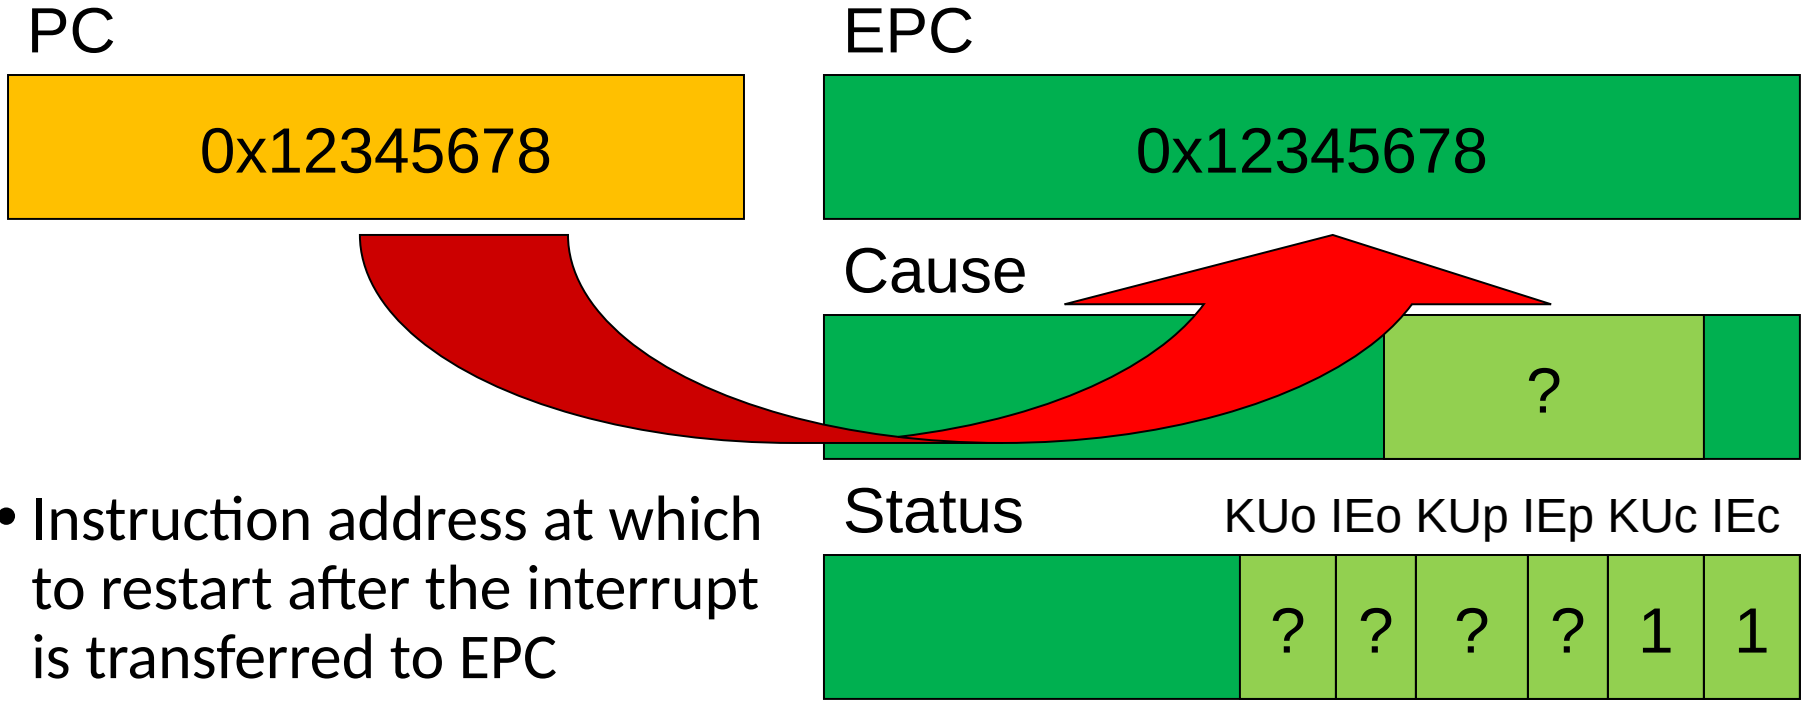 PC
EPC
0x12345678
0x12345678
Cause
?
• Instruction address at which
to restart after the interrupt
is transferred to EPC
Status
KUo IEo KUp IEp KUc IEc
? ? ? ? 1 1